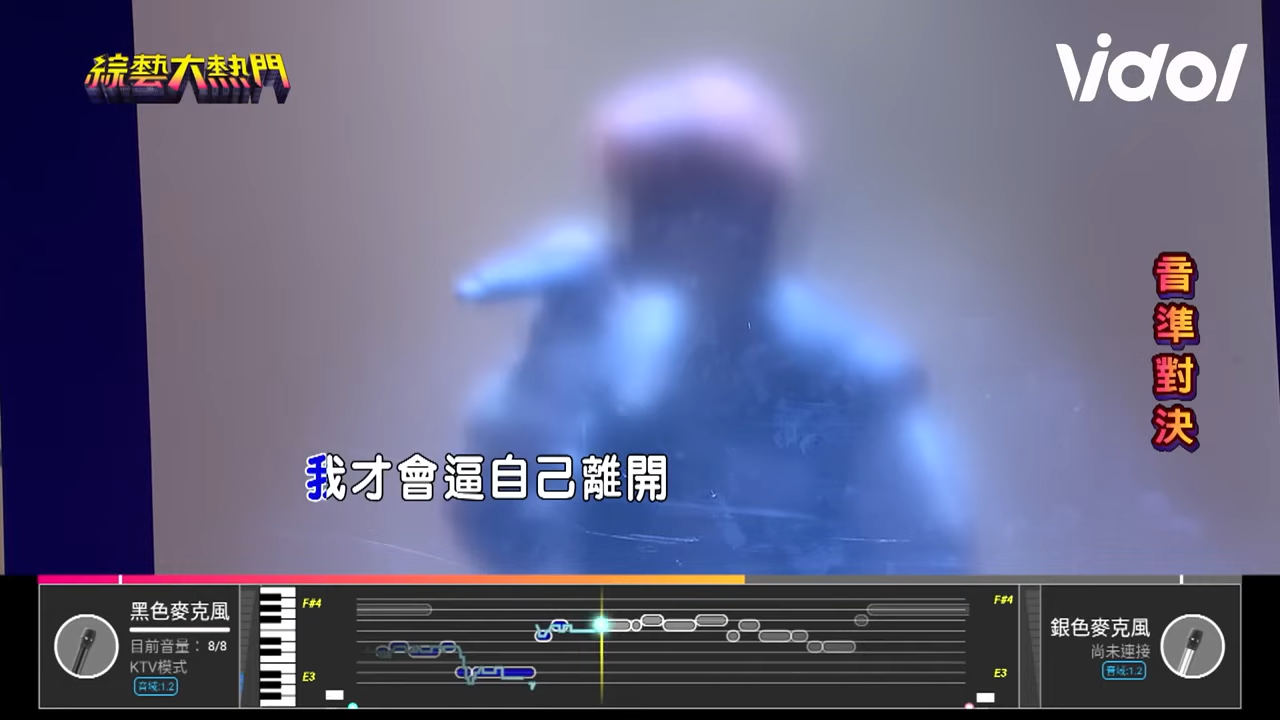 綜藝大熱門
Vidol
音準對決
我才會逼自己離開
黑色麥克風
目前音量：8/8
KTV模式
音域:1.2
F#4
E3
F#4
E3
銀色麥克風
尚未連接
音域:1.2